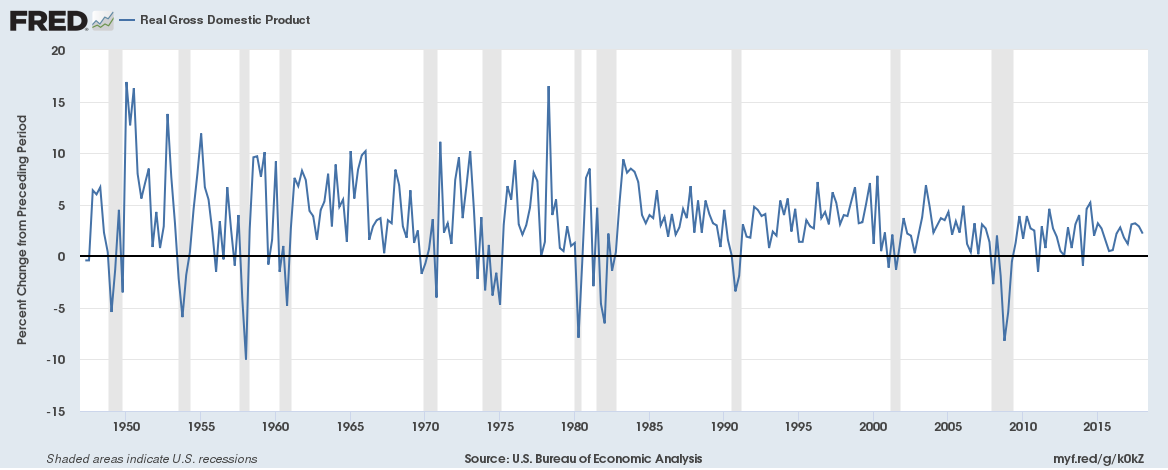 FRED Real Gross Domestic Product
Percent Change from Preceding Period
20
15
10
5
0
-5
-10
-15
1950 1955 1960 1965 1970 1975 1980 1985 1990 1995 2000 2005 2010 2015
Shaded areas indicate U.S. recessions Source: U.S. Bureau of Economic Analysis myf.red/g/k0kZ